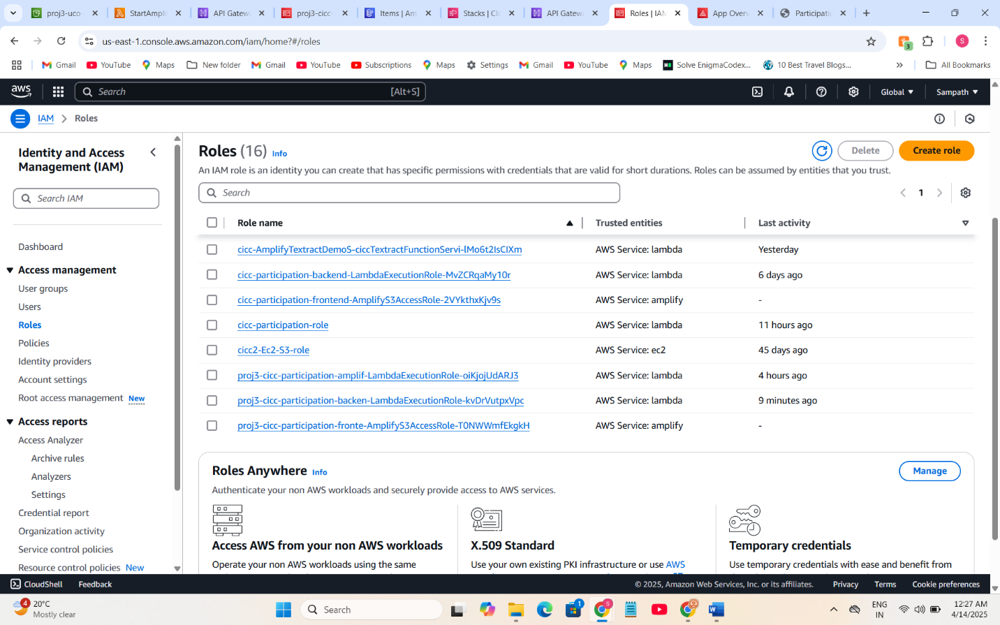 proj3-uco-
StartAmpli
API Gatew
proj3-cicc-
Items | Am
Stacks | Cl
API Gatew
Roles | IAM
App Overv
Participatio
us-east-1.console.aws.amazon.com/iam/home?#/roles
3
S
Gmail
YouTube
Maps
New folder
Gmail
YouTube
Subscriptions
Maps
Settings
Gmail
YouTube
Maps
Solve EnigmaCodex...
10 Best Travel Blogs...
All Bookmarks
aws
Search
[Alt+S]
Global
Sampath
IAM
Roles
Identity and Access
Management (IAM)
Search IAM
Dashboard
Access management
User groups
Users
Roles
Policies
Identity providers
Account settings
Root access management New
Access reports
Access Analyzer
Archive rules
Analyzers
Settings
Credential report
Organization activity
Service control policies
Resource control policies New
Roles (16) Info
Delete
Create role
An IAM role is an identity you can create that has specific permissions with credentials that are valid for short durations. Roles can be assumed by entities that you trust.
Search
1
Role name
Trusted entities
Last activity
cicc-AmplifyTextractDemoS-ciccTextractFunctionServi-lMo6t2IsCIXm
AWS Service: lambda
Yesterday
cicc-participation-backend-LambdaExecutionRole-MvZCRqaMy10r
AWS Service: lambda
6 days ago
cicc-participation-frontend-AmplifyS3AccessRole-2VYkthxKjv9s
AWS Service: amplify
-
cicc-participation-role
AWS Service: lambda
11 hours ago
cicc2-Ec2-S3-role
AWS Service: ec2
45 days ago
proj3-cicc-participation-amplif-LambdaExecutionRole-oiKjojUdARJ3
AWS Service: lambda
4 hours ago
proj3-cicc-participation-backen-LambdaExecutionRole-kvDrVutpxVpc
AWS Service: lambda
9 minutes ago
proj3-cicc-participation-fronte-AmplifyS3AccessRole-T0NWWmfEkgkH
AWS Service: amplify
-
Roles Anywhere Info
Manage
Authenticate your non AWS workloads and securely provide access to AWS services.
Access AWS from your non AWS workloads
Operate your non AWS workloads using the same
X.509 Standard
Use your own existing PKI infrastructure or use AWS
Temporary credentials
Use temporary credentials with ease and benefit from
CloudShell
Feedback
© 2025, Amazon Web Services, Inc. or its affiliates.
Privacy
Terms
Cookie preferences
4
20°C
Mostly clear
Search
1
S
ENG
IN
12:27 AM
4/14/2025